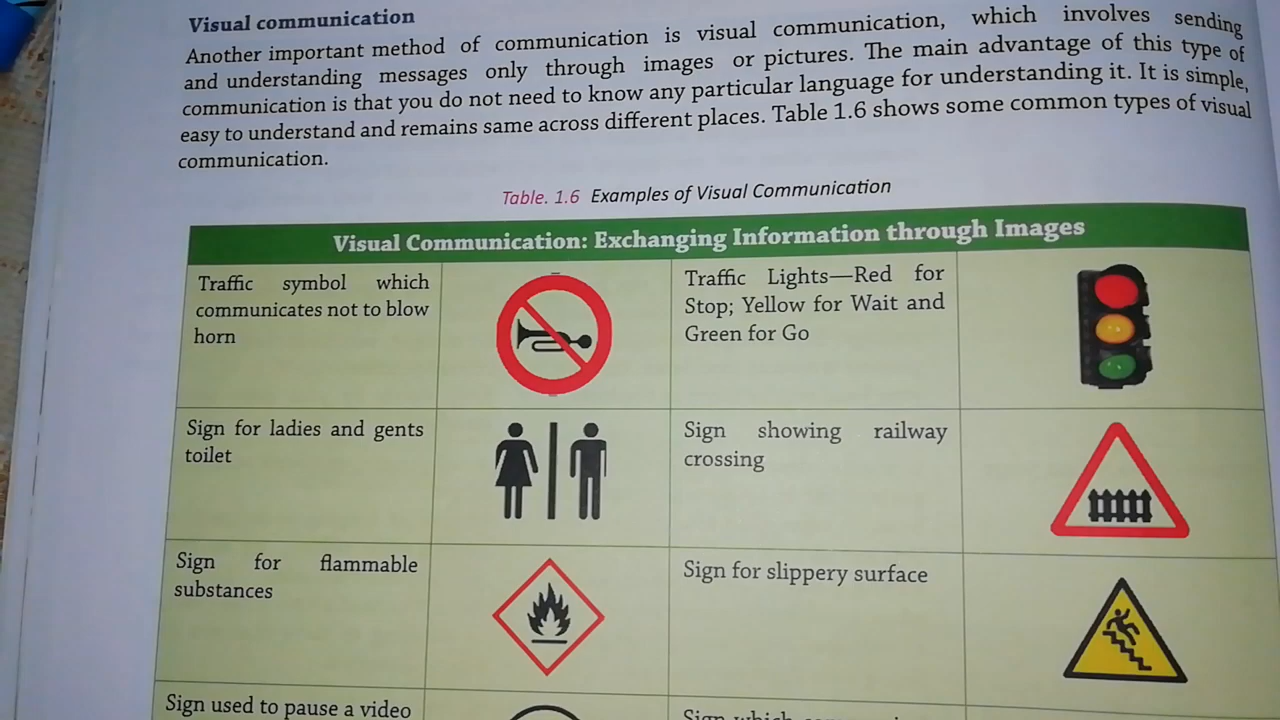 Visual communication
Another important method of communication is visual communication, which involves sending
and understanding messages only through images or pictures. The main advantage of this type of
communication is that you do not need to know any particular language for understanding it. It is simple,
easy to understand and remains same across different places. Table 1.6 shows some common types of visual
communication.
Table. 1.6 Examples of Visual Communication
Visual Communication: Exchanging Information through Images
Traffic symbol which
communicates not to blow
horn
Traffic Lights—Red for
Stop; Yellow for Wait and
Green for Go
Sign for ladies and gents
toilet
Sign showing railway
crossing
Sign for flammable
substances
Sign for slippery surface
Sign used to pause a video
Sign which